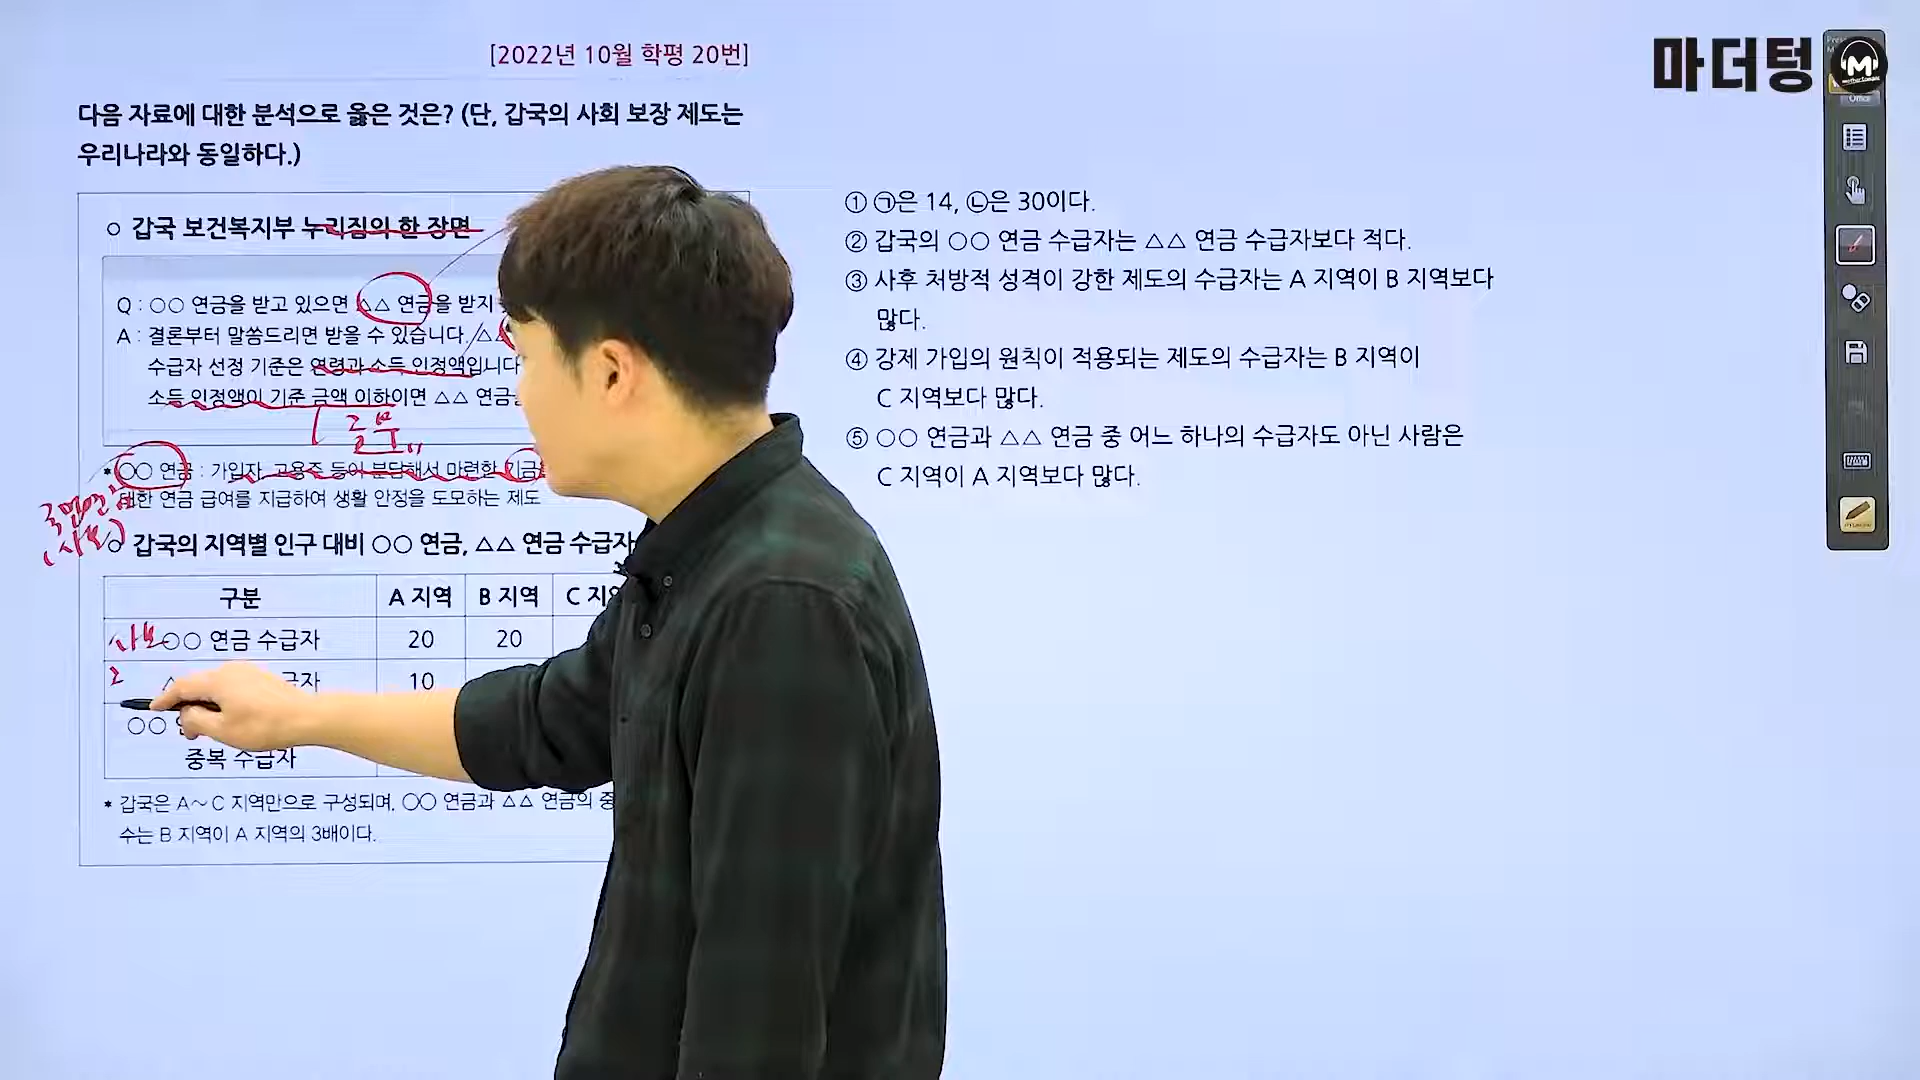 [2022년 10월 학평 20번]
마더텅
다음 자료에 대한 분석으로 옳은 것은? (단, 갑국의 사회 보장 제도는
우리나라와 동일하다.)
○ 갑국 보건복지부 누리집의 한 장면
Q : ○○ 연금을 받고 있으면 △△ 연금을 받지
A : 결론부터 말씀드리면 받을 수 있습니다. △△
수급자 선정 기준은 연령과 소득 인정액입니다
소득 인정액이 기준 금액 이하이면 △△ 연금
공부
* ○○ 연금 : 가입자, 고용주 등이 분담해서 마련한 기금을
대한 연금 급여를 지급하여 생활 안정을 도모하는 제도
국민연금
(사보)
○ 갑국의 지역별 인구 대비 ○○ 연금, △△ 연금 수급자
구분 A 지역 B 지역 C 지역
사보 ○○ 연금 수급자 20 20
급자 10
○○
중복 수급자
* 갑국은 A～C 지역만으로 구성되며, ○○ 연금과 △△ 연금의 중
수는 B 지역이 A 지역의 3배이다.
① ㉠은 14, ㉡은 30이다.
② 갑국의 ○○ 연금 수급자는 △△ 연금 수급자보다 적다.
③ 사후 처방적 성격이 강한 제도의 수급자는 A 지역이 B 지역보다
많다.
④ 강제 가입의 원칙이 적용되는 제도의 수급자는 B 지역이
C 지역보다 많다.
⑤ ○○ 연금과 △△ 연금 중 어느 하나의 수급자도 아닌 사람은
C 지역이 A 지역보다 많다.